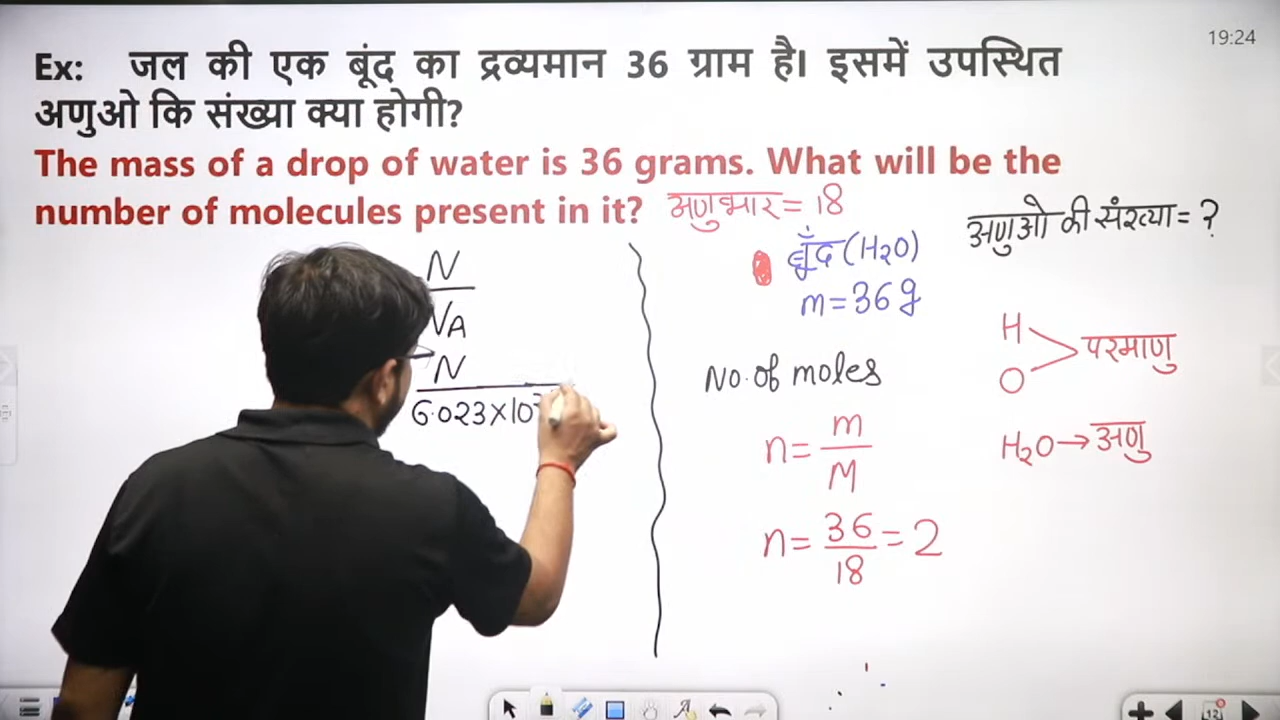 19:24
Ex: जल की एक बूंद का द्रव्यमान 36 ग्राम है। इसमें उपस्थित
अणुओ कि संख्या क्या होगी?
The mass of a drop of water is 36 grams. What will be the
number of molecules present in it? अणुभार = 18
अणुओ की संख्या = ?
N
A
N
6.023×10
बूँद (H₂O)
m = 36 g
No. of moles
n = m
M
n = 36 = 2
18
H
O
परमाणु
H₂O → अणु
12